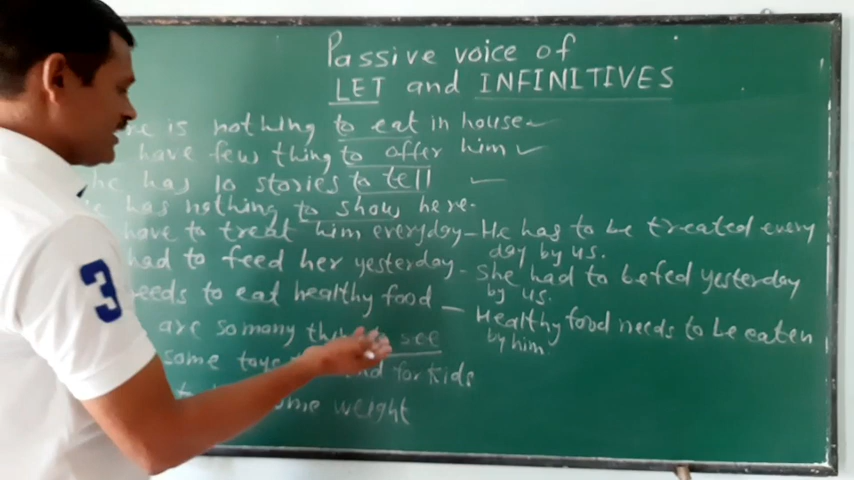 Passive voice of
LET and INFINITIVES
is nothing to eat in house
have few thing to offer him
he has 10 stories to tell
has nothing to show here.
have to treat him everyday - He has to be treated every
day by us.
had to feed her yesterday - She had to be fed yesterday
by us.
needs to eat healthy food - Healthy food needs to be eaten
by him.
are so many see
some toys for kids
weight
3